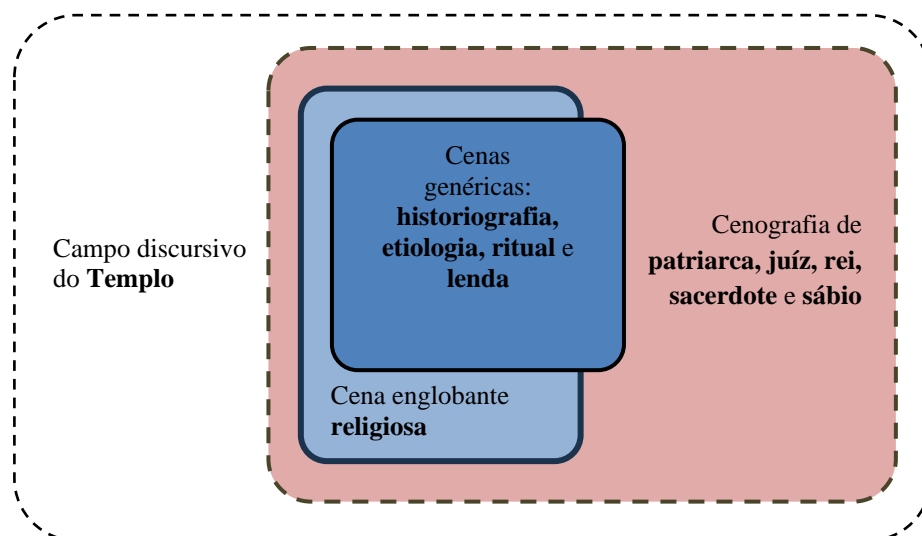 Campo discursivo
do Templo
Cenas
genéricas:
historiografia,
etiologia, ritual e
lenda
Cena englobante
religiosa
Cenografia de
patriarca, juíz, rei,
sacerdote e sábio